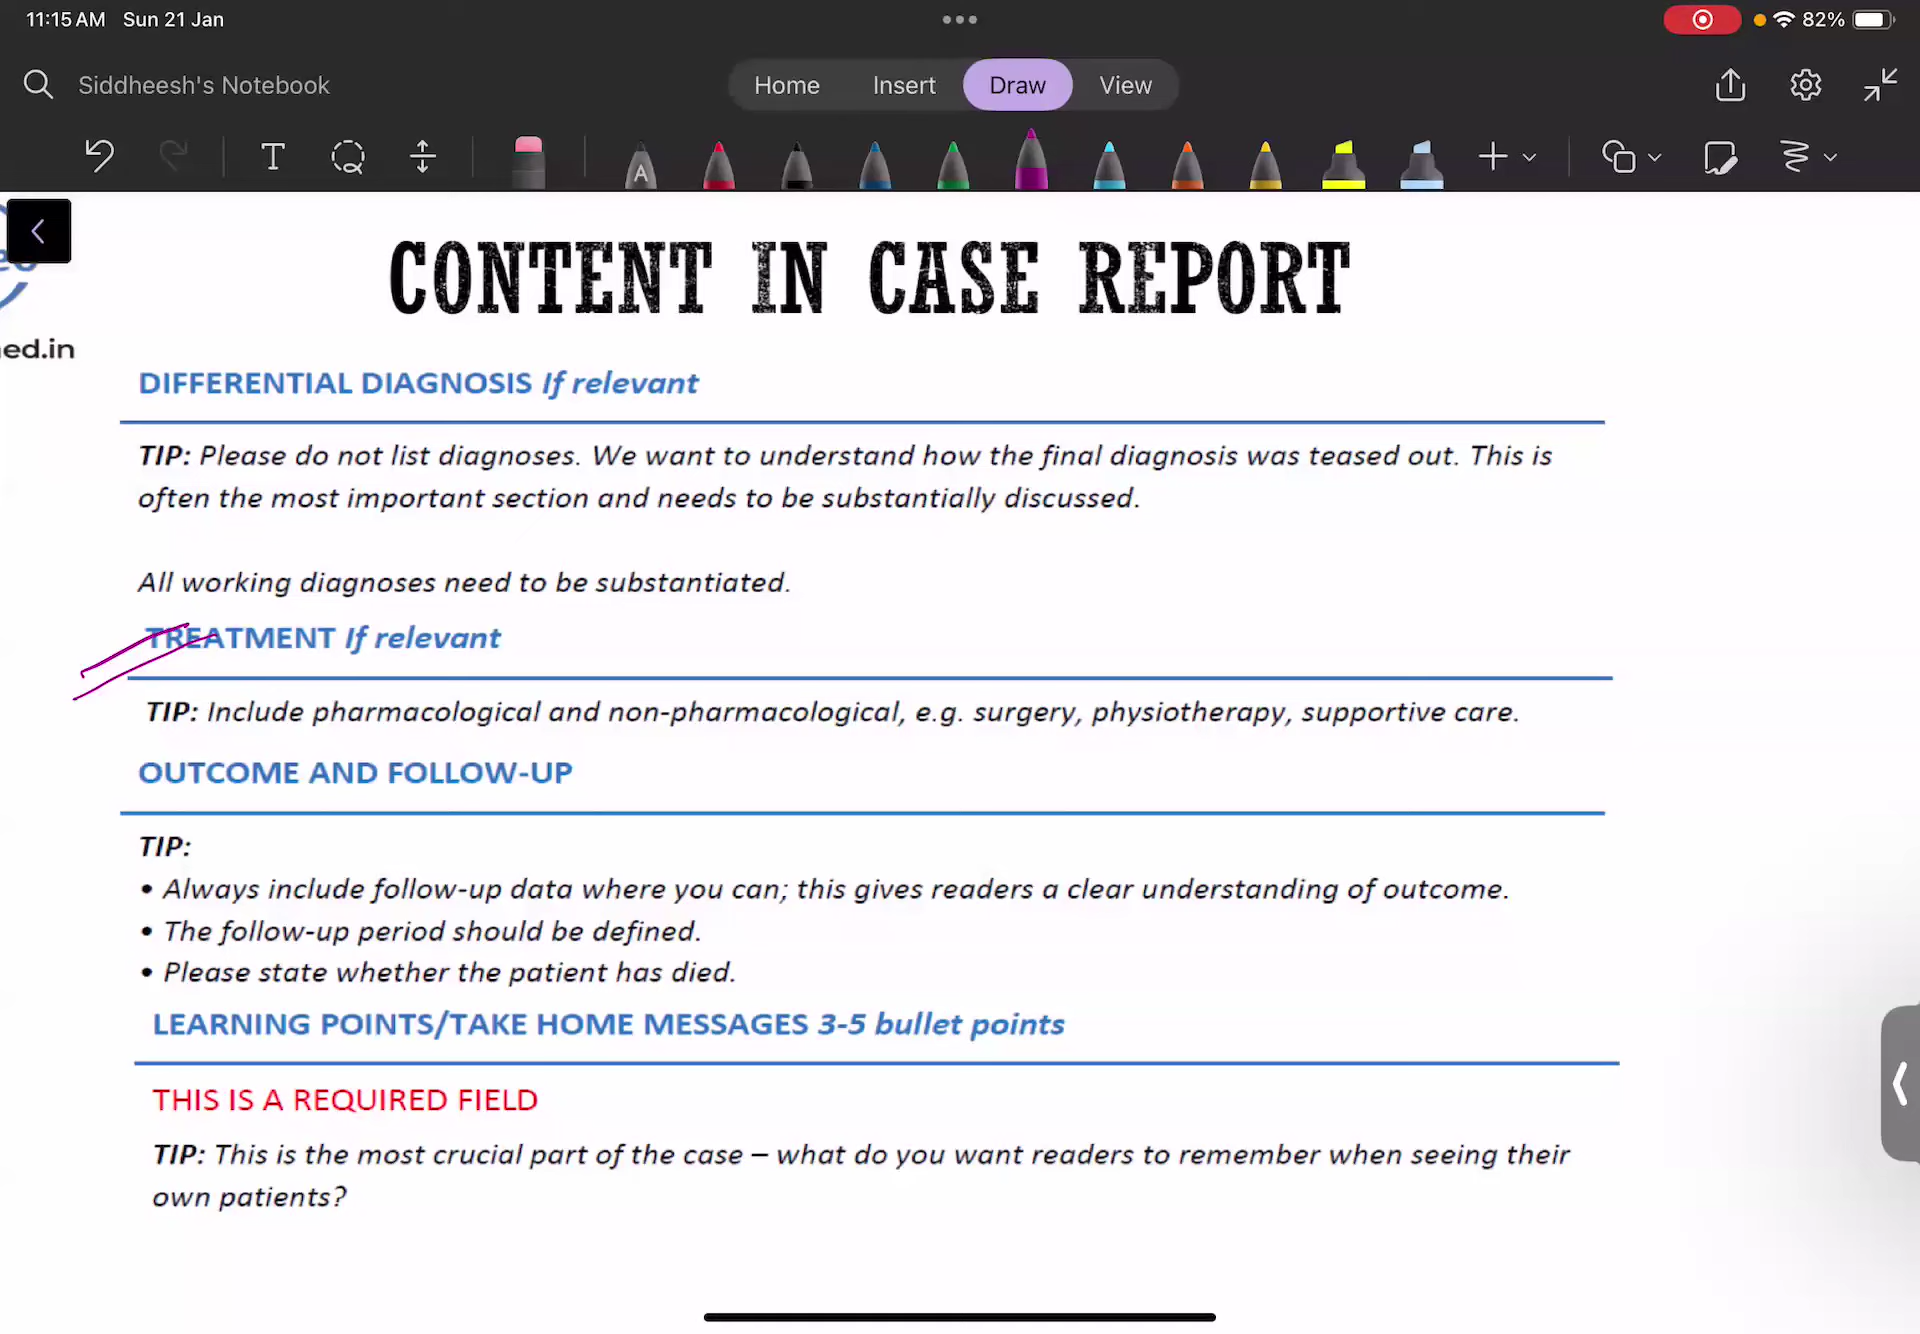 11:15 AM Sun 21 Jan
82%
Siddheesh's Notebook
Home Insert Draw View
T
A
CONTENT IN CASE REPORT
ed.in
DIFFERENTIAL DIAGNOSIS If relevant
TIP: Please do not list diagnoses. We want to understand how the final diagnosis was teased out. This is
often the most important section and needs to be substantially discussed.
All working diagnoses need to be substantiated.
TREATMENT If relevant
TIP: Include pharmacological and non-pharmacological, e.g. surgery, physiotherapy, supportive care.
OUTCOME AND FOLLOW-UP
TIP:
• Always include follow-up data where you can; this gives readers a clear understanding of outcome.
• The follow-up period should be defined.
• Please state whether the patient has died.
LEARNING POINTS/TAKE HOME MESSAGES 3-5 bullet points
THIS IS A REQUIRED FIELD
TIP: This is the most crucial part of the case – what do you want readers to remember when seeing their
own patients?